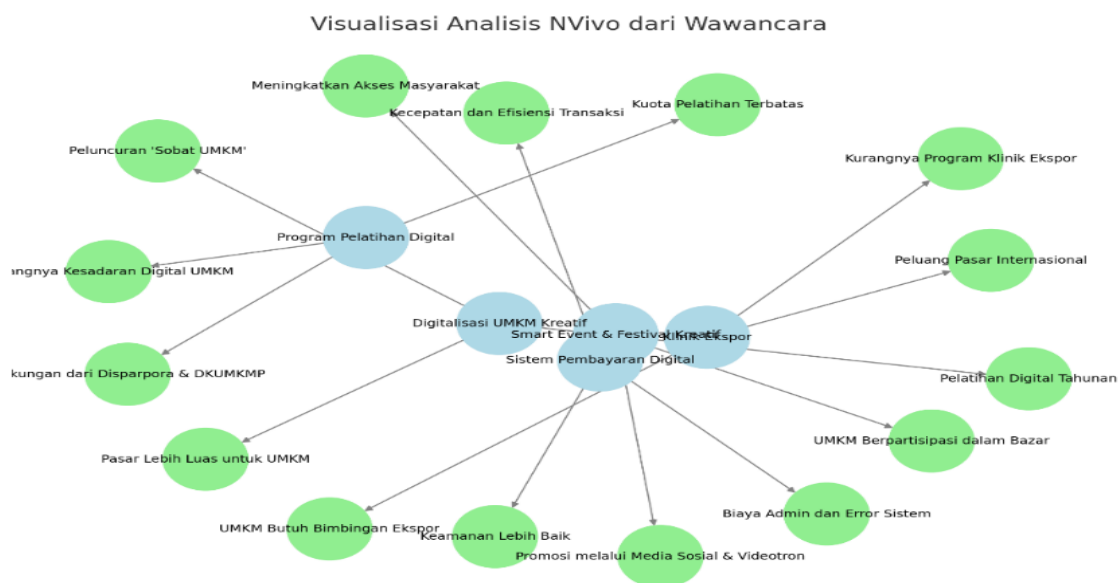 Visualisasi Analisis NVivo dari Wawancara
Meningkatkan Akses Masyarakat
Kecepatan dan Efisiensi Transaksi
Kuota Pelatihan Terbatas
Peluncuran 'Sobat UMKM'
Kurangnya Program Klinik Ekspor
Program Pelatihan Digital
Peluang Pasar Internasional
angnya Kesadaran Digital UMKM
Digitalisasi UMKM Kreatif
Smart Event & Festival Kreatif
Klinik Ekspor
Sistem Pembayaran Digital
kungan dari Disparpora & DKUMKMP
Pelatihan Digital Tahunan
UMKM Berpartisipasi dalam Bazar
Pasar Lebih Luas untuk UMKM
Biaya Admin dan Error Sistem
UMKM Butuh Bimbingan Ekspor
Keamanan Lebih Baik
Promosi melalui Media Sosial & Videotron